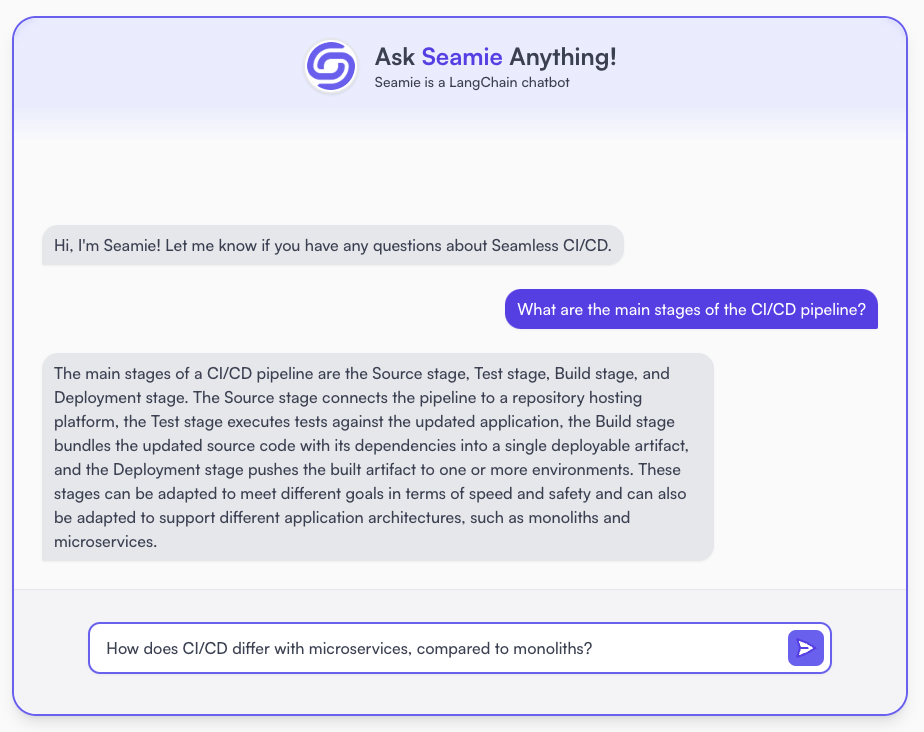 Ask Seamie Anything!
Seamie is a LangChain chatbot
Hi, I'm Seamie! Let me know if you have any questions about Seamless CI/CD.
What are the main stages of the CI/CD pipeline?
The main stages of a CI/CD pipeline are the Source stage, Test stage, Build stage, and
Deployment stage. The Source stage connects the pipeline to a repository hosting
platform, the Test stage executes tests against the updated application, the Build stage
bundles the updated source code with its dependencies into a single deployable artifact,
and the Deployment stage pushes the built artifact to one or more environments. These
stages can be adapted to meet different goals in terms of speed and safety and can also
be adapted to support different application architectures, such as monoliths and
microservices.
How does CI/CD differ with microservices, compared to monoliths?